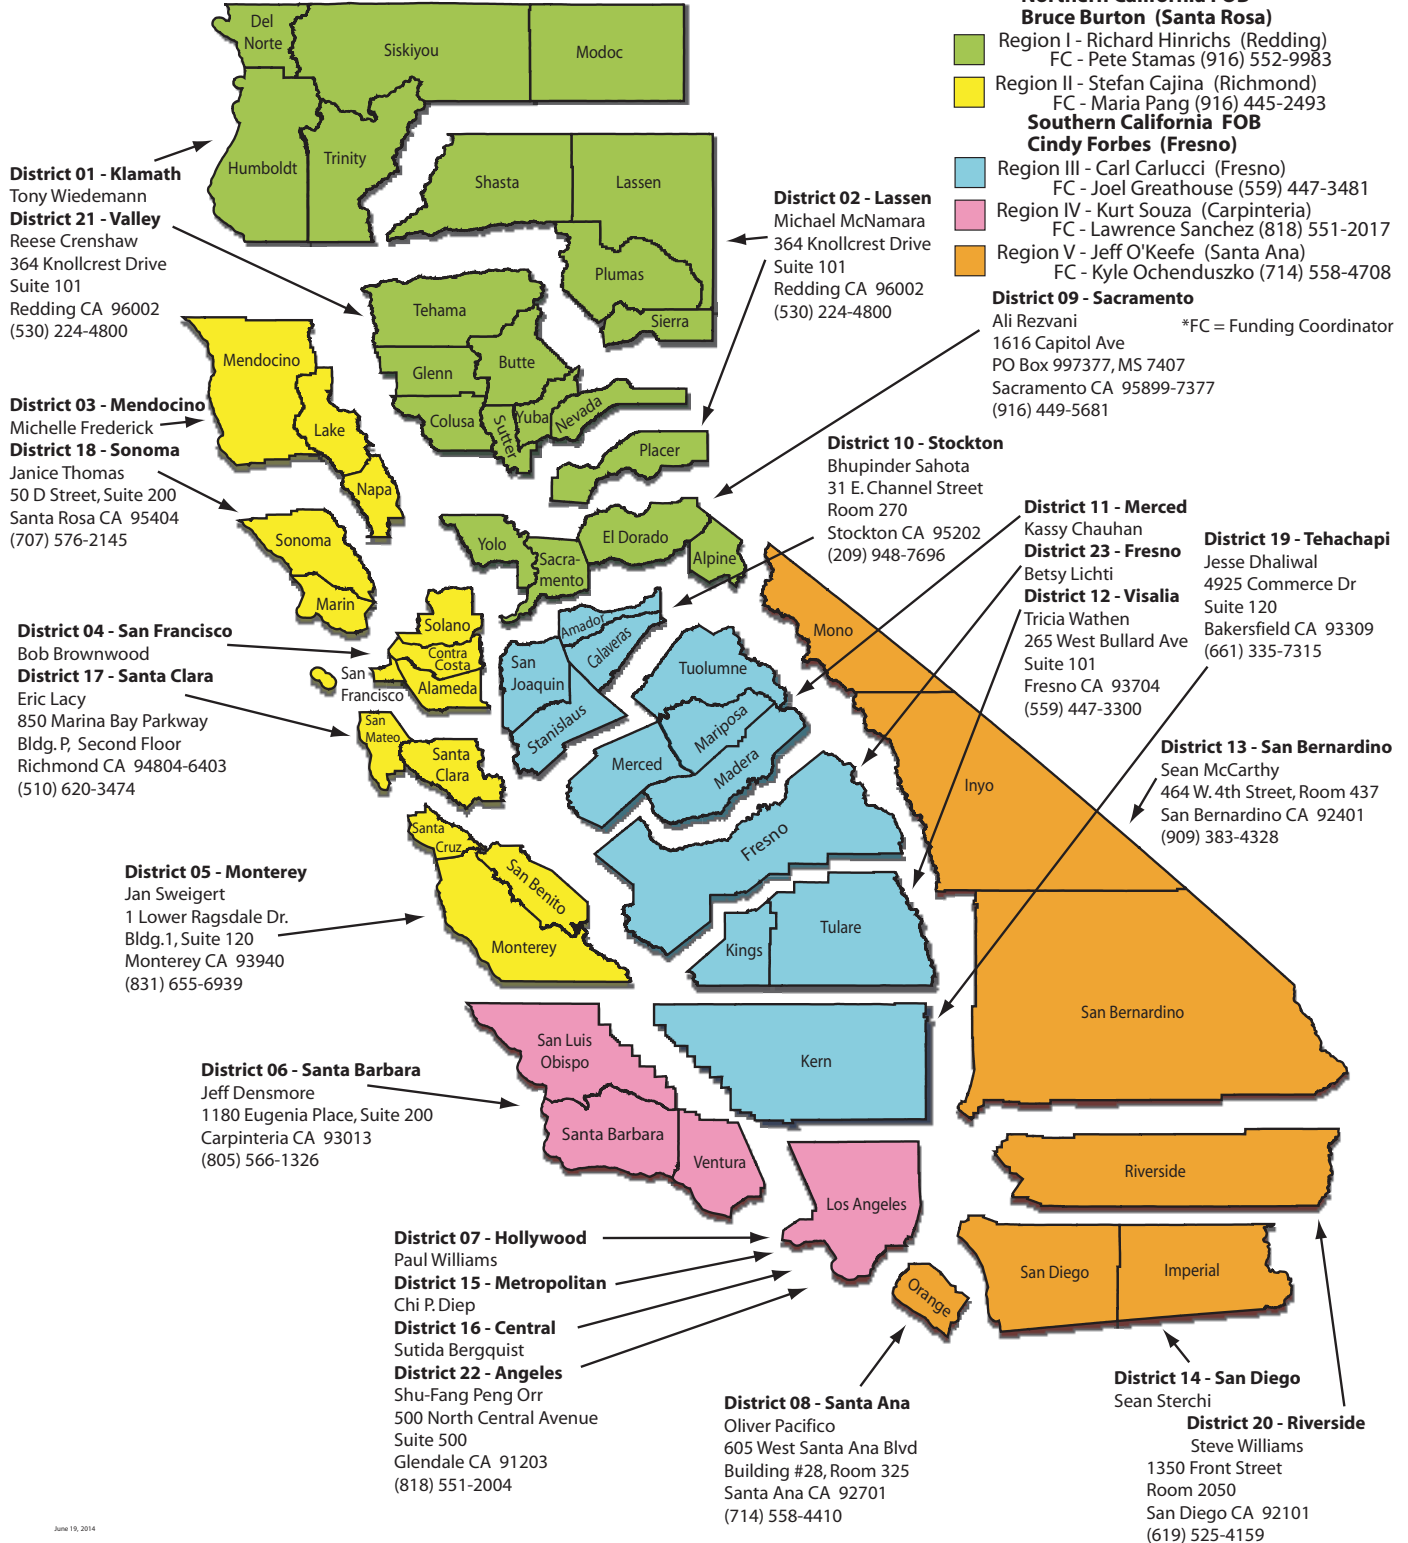 Northern California FOB
Bruce Burton (Santa Rosa)
Region I - Richard Hinrichs (Redding)
FC - Pete Stamas (916) 552-9983
Region II - Stefan Cajina (Richmond)
FC - Maria Pang (916) 445-2493
Southern California FOB
Cindy Forbes (Fresno)
Region III - Carl Carlucci (Fresno)
FC - Joel Greathouse (559) 447-3481
Region IV - Kurt Souza (Carpinteria)
FC - Lawrence Sanchez (818) 551-2017
Region V - Jeff O'Keefe (Santa Ana)
FC - Kyle Ochenduszko (714) 558-4708
*FC = Funding Coordinator
Del
Norte
Siskiyou
Modoc
Humboldt
Trinity
Shasta
Lassen
Plumas
Sierra
District 01 - Klamath
Tony Wiedemann
District 21 - Valley
Reese Crenshaw
364 Knollcrest Drive
Suite 101
Redding CA 96002
(530) 224-4800
District 02 - Lassen
Michael McNamara
364 Knollcrest Drive
Suite 101
Redding CA 96002
(530) 224-4800
District 09 - Sacramento
Ali Rezvani
1616 Capitol Ave
PO Box 997377, MS 7407
Sacramento CA 95899-7377
(916) 449-5681
Tehama
Glenn
Butte
Colusa
Sutter
Yuba
Nevada
Placer
Mendocino
Lake
Napa
District 03 - Mendocino
Michelle Frederick
District 18 - Sonoma
Janice Thomas
50 D Street, Suite 200
Santa Rosa CA 95404
(707) 576-2145
Sonoma
Marin
Yolo
Sacra-
mento
El Dorado
Alpine
District 10 - Stockton
Bhupinder Sahota
31 E. Channel Street
Room 270
Stockton CA 95202
(209) 948-7696
District 11 - Merced
Kassy Chauhan
District 23 - Fresno
Betsy Lichti
District 12 - Visalia
Tricia Wathen
265 West Bullard Ave
Suite 101
Fresno CA 93704
(559) 447-3300
District 19 - Tehachapi
Jesse Dhaliwal
4925 Commerce Dr
Suite 120
Bakersfield CA 93309
(661) 335-7315
District 04 - San Francisco
Bob Brownwood
District 17 - Santa Clara
Eric Lacy
850 Marina Bay Parkway
Bldg. P, Second Floor
Richmond CA 94804-6403
(510) 620-3474
Solano
Contra
Costa
Alameda
San
Francisco
San
Mateo
Santa
Clara
Amador
Calaveras
San
Joaquin
Stanislaus
Tuolumne
Mariposa
Merced
Madera
Mono
Inyo
District 13 - San Bernardino
Sean McCarthy
464 W. 4th Street, Room 437
San Bernardino CA 92401
(909) 383-4328
Santa
Cruz
San Benito
Monterey
District 05 - Monterey
Jan Sweigert
1 Lower Ragsdale Dr.
Bldg.1, Suite 120
Monterey CA 93940
(831) 655-6939
Fresno
Kings
Tulare
San Bernardino
San Luis
Obispo
Kern
Santa Barbara
Ventura
District 06 - Santa Barbara
Jeff Densmore
1180 Eugenia Place, Suite 200
Carpinteria CA 93013
(805) 566-1326
Los Angeles
Riverside
San Diego
Imperial
Orange
District 07 - Hollywood
Paul Williams
District 15 - Metropolitan
Chi P. Diep
District 16 - Central
Sutida Bergquist
District 22 - Angeles
Shu-Fang Peng Orr
500 North Central Avenue
Suite 500
Glendale CA 91203
(818) 551-2004
District 08 - Santa Ana
Oliver Pacifico
605 West Santa Ana Blvd
Building #28, Room 325
Santa Ana CA 92701
(714) 558-4410
District 14 - San Diego
Sean Sterchi
District 20 - Riverside
Steve Williams
1350 Front Street
Room 2050
San Diego CA 92101
(619) 525-4159
June 19, 2014